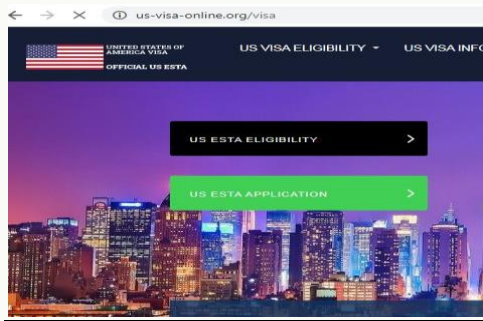 us-visa-online.org/visa
UNITED STATES OF
AMERICA VISA
OFFICIAL US ESTA
US VISA ELIGIBILITY
US VISA INFO
US ESTA ELIGIBILITY
US ESTA APPLICATION